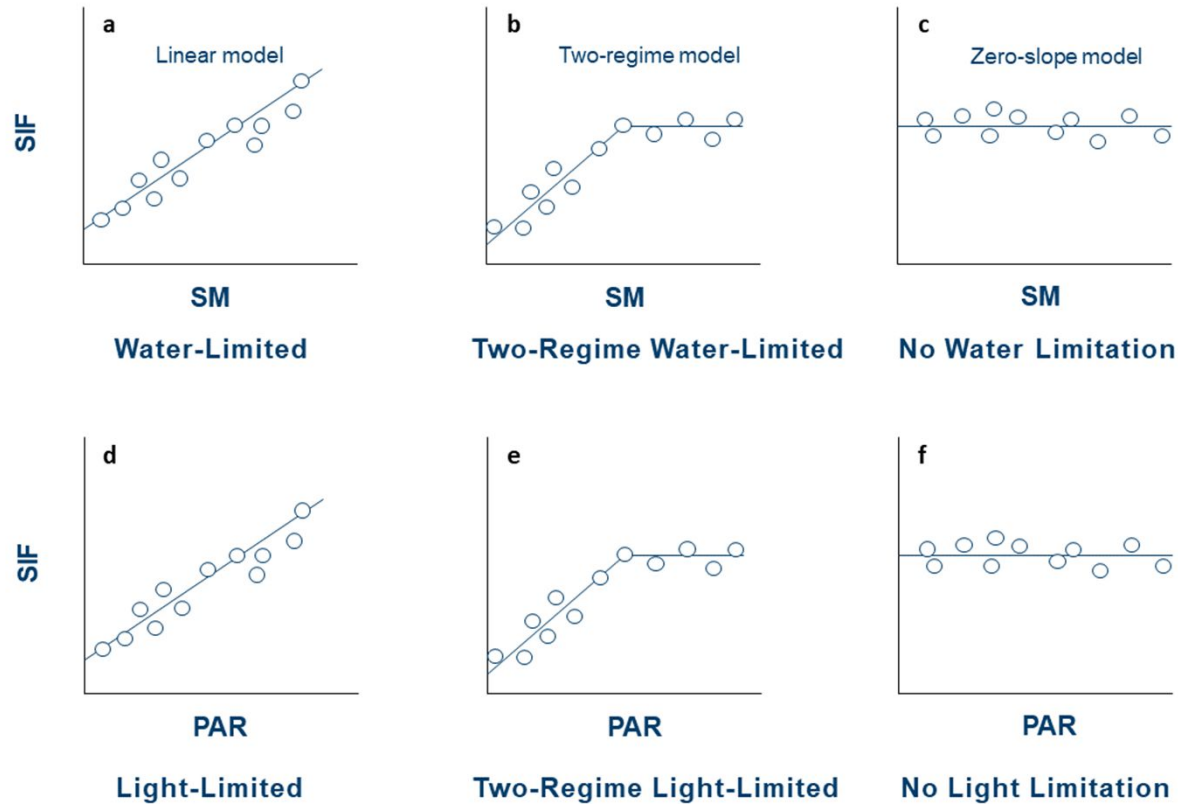 a
Linear model
SIF
SM
Water-Limited
b
Two-regime model
SM
Two-Regime Water-Limited
c
Zero-slope model
SM
No Water Limitation
d
SIF
PAR
Light-Limited
e
PAR
Two-Regime Light-Limited
f
PAR
No Light Limitation